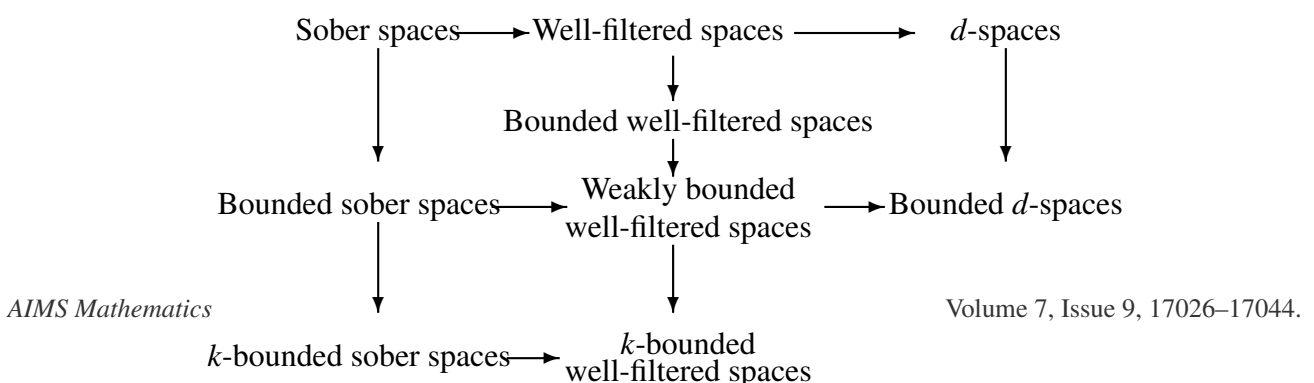 Sober spaces Well-filtered spaces d-spaces
Bounded well-filtered spaces
Bounded sober spaces Weakly bounded
well-filtered spaces Bounded d-spaces
AIMS Mathematics Volume 7, Issue 9, 17026–17044.
k-bounded sober spaces k-bounded
well-filtered spaces